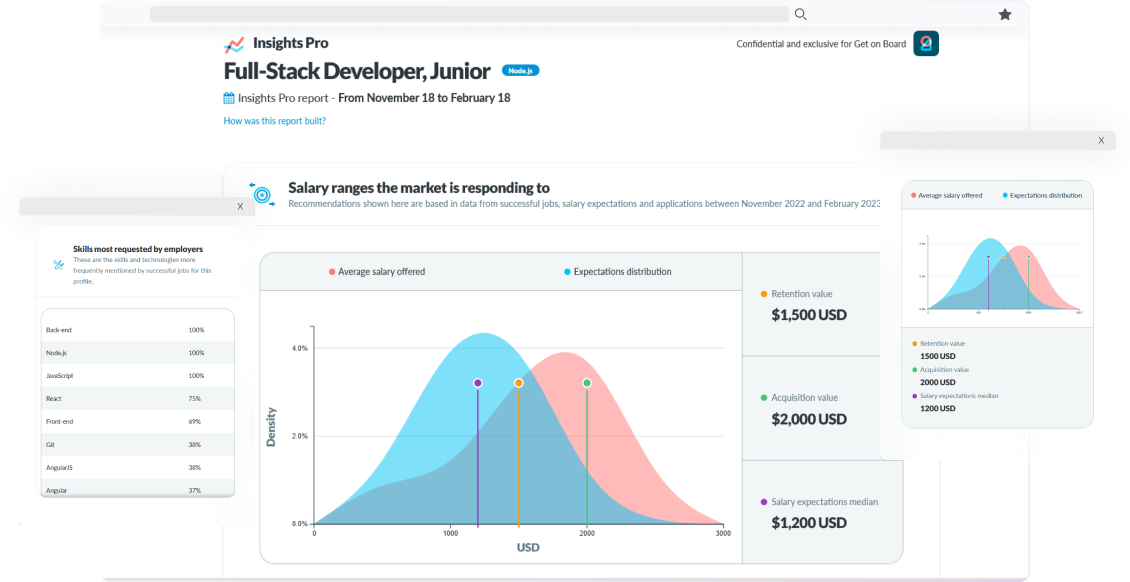 Insights Pro
Confidential and exclusive for Get on Board
Full-Stack Developer, Junior
Node.js
Insights Pro report - From November 18 to February 18
How was this report built?
X
Salary ranges the market is responding to
Recommendations shown here are based in data from successful jobs, salary expectations and applications between November 2022 and February 2023
Average salary offered
Expectations distribution
4.0%
2.0%
0.0%
Density
0
1000
2000
3000
USD
Retention value
$1,500 USD
Acquisition value
$2,000 USD
Salary expectations median
$1,200 USD
X
Skills most requested by employers
These are the skills and technologies more
frequently mentioned by successful jobs for this
profile.
Back-end 100%
Node.js 100%
JavaScript 100%
React 75%
Front-end 69%
Git 38%
AngularJS 38%
Angular 37%
Average salary offered
Expectations distribution
Retention value
1500 USD
Acquisition value
2000 USD
Salary expectations median
1200 USD